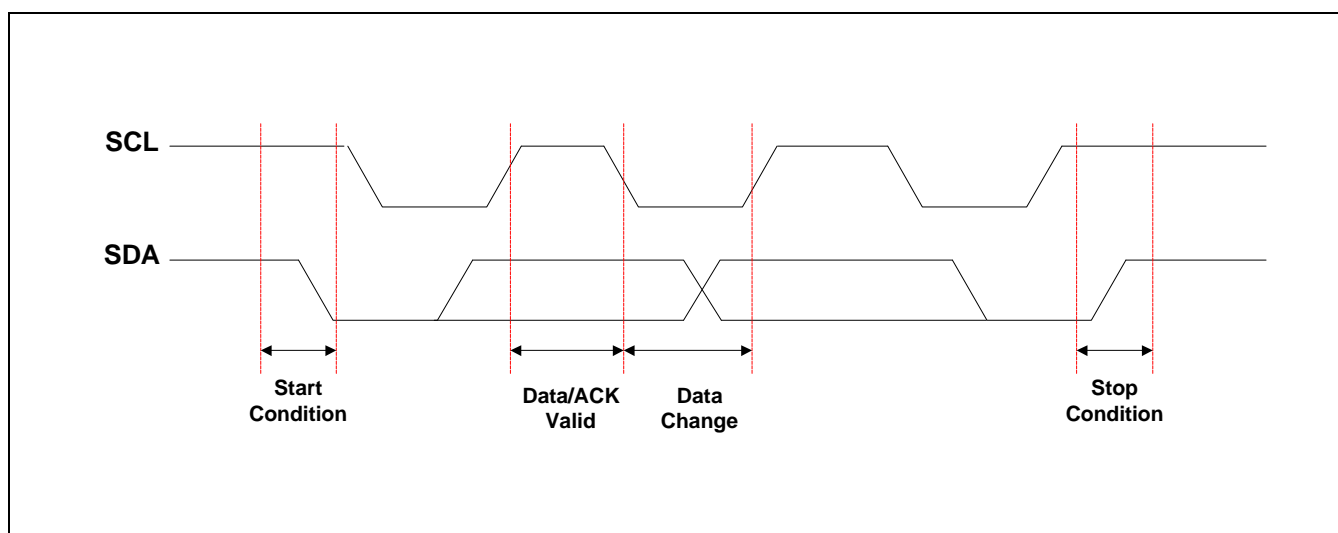 SCL
SDA
Start
Condition
Data/ACK
Valid
Data
Change
Stop
Condition